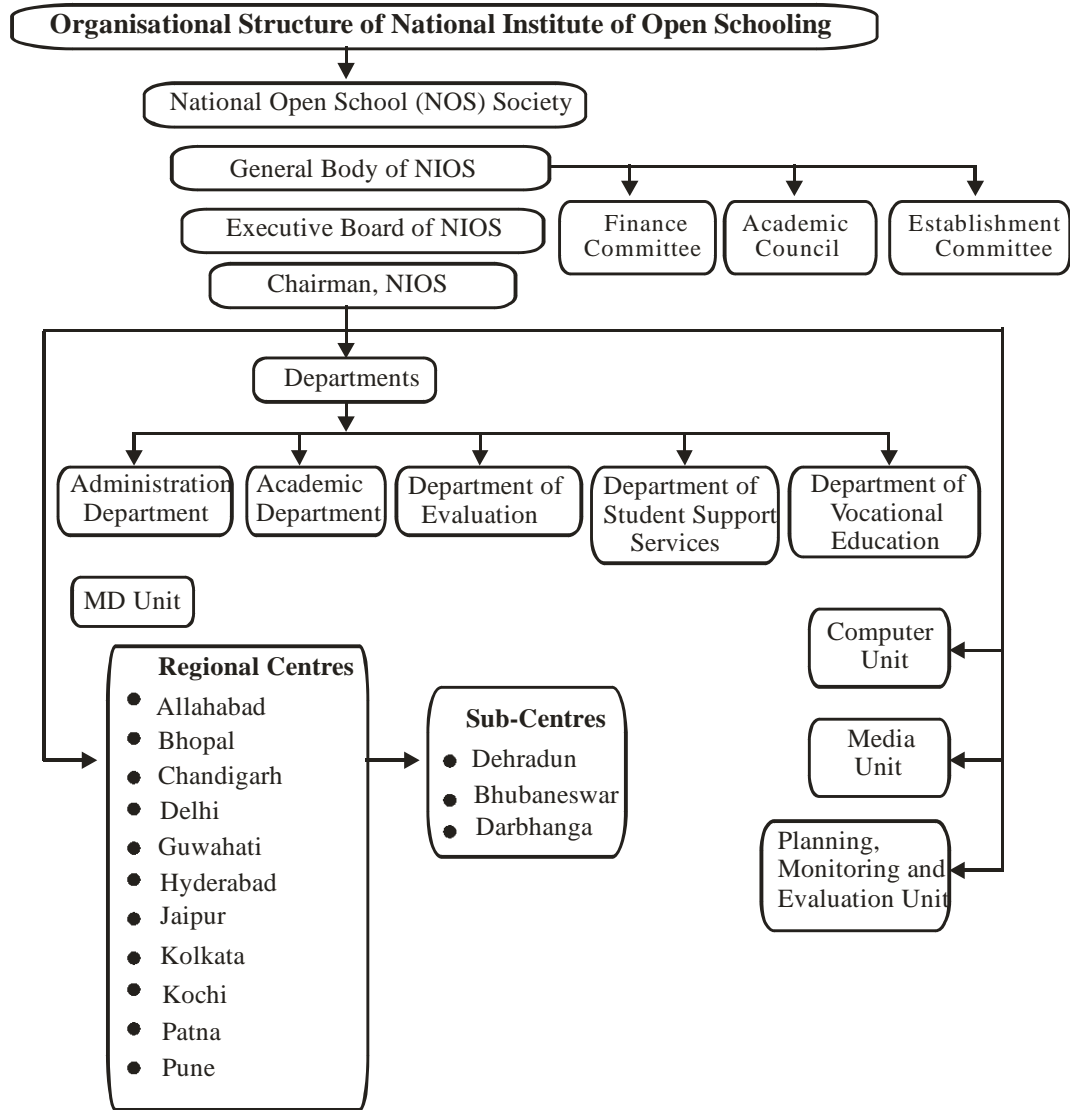 Organisational Structure of National Institute of Open Schooling
National Open School (NOS) Society
General Body of NIOS
Finance
Committee
Academic
Council
Establishment
Committee
Executive Board of NIOS
Chairman, NIOS
Departments
Administration
Department
Academic
Department
Department of
Evaluation
Department of
Student Support
Services
Department of
Vocational
Education
MD Unit
Regional Centres
● Allahabad
● Bhopal
● Chandigarh
● Delhi
● Guwahati
● Hyderabad
● Jaipur
● Kolkata
● Kochi
● Patna
● Pune
Sub-Centres
● Dehradun
● Bhubaneswar
● Darbhanga
Computer
Unit
Media
Unit
Planning,
Monitoring and
Evaluation Unit